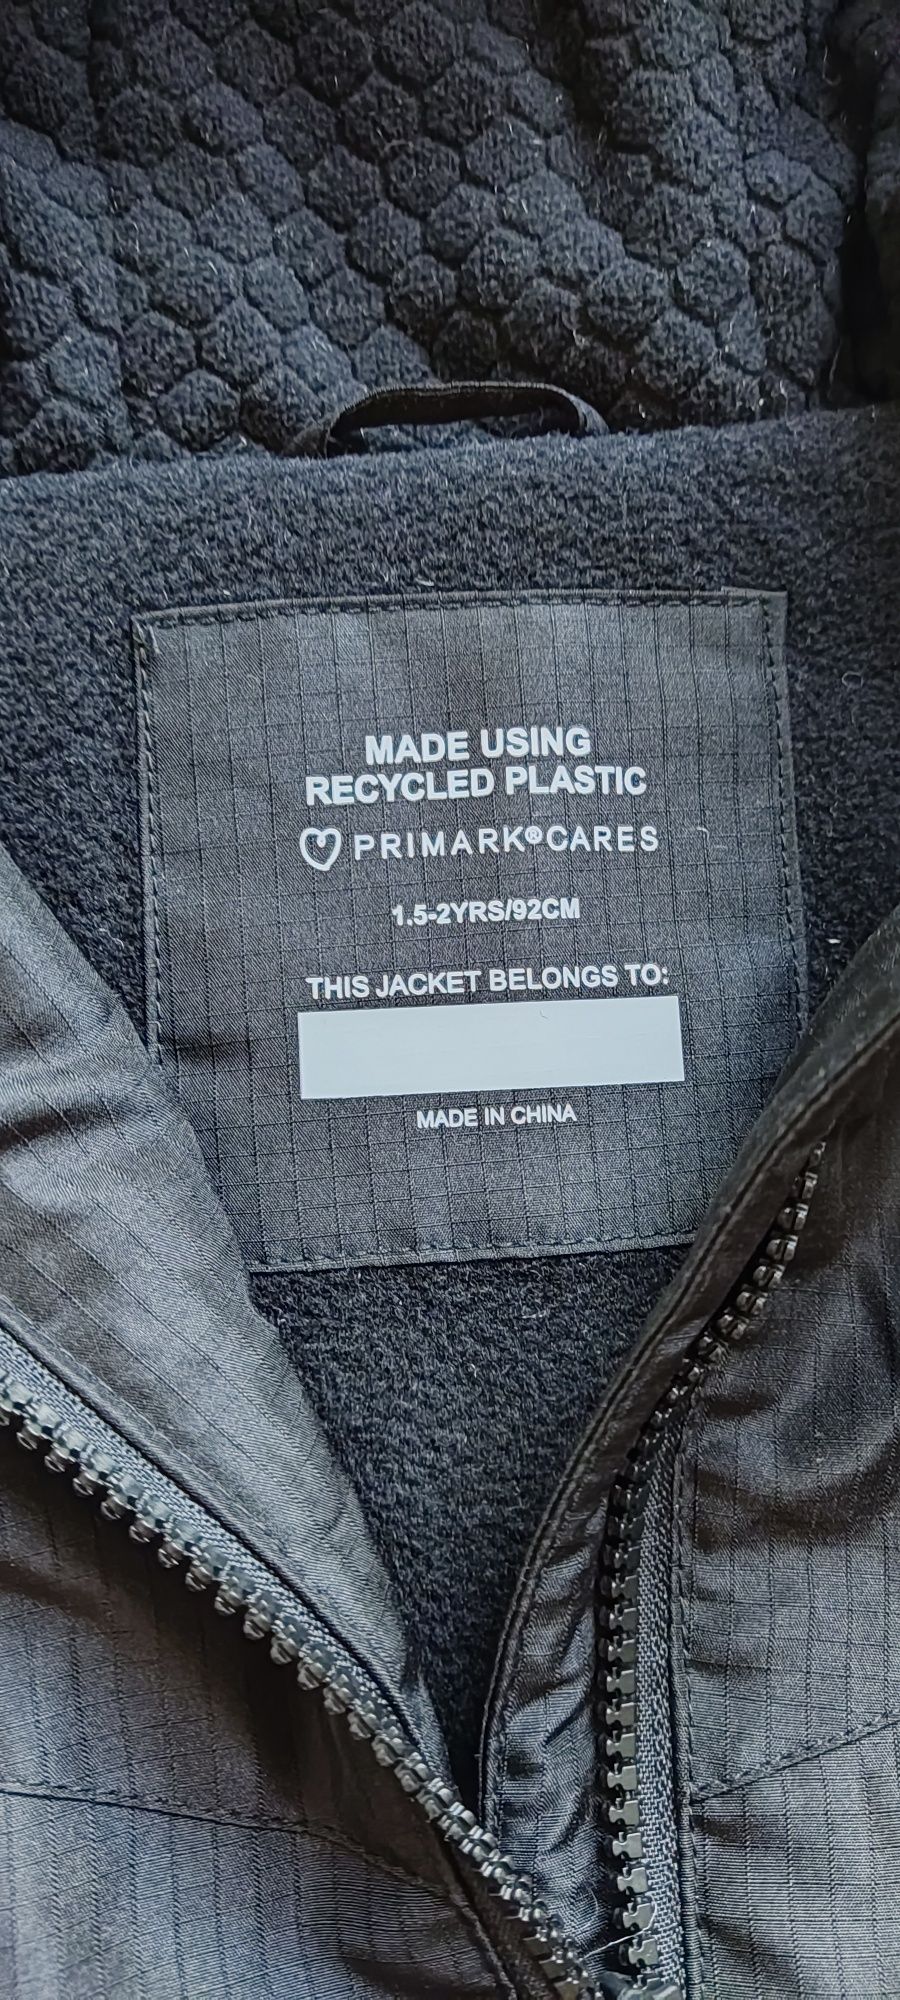 MADE USING
RECYCLED PLASTIC
PRIMARK®CARES
1.5-2YRS/92CM
THIS JACKET BELONGS TO:
MADE IN CHINA